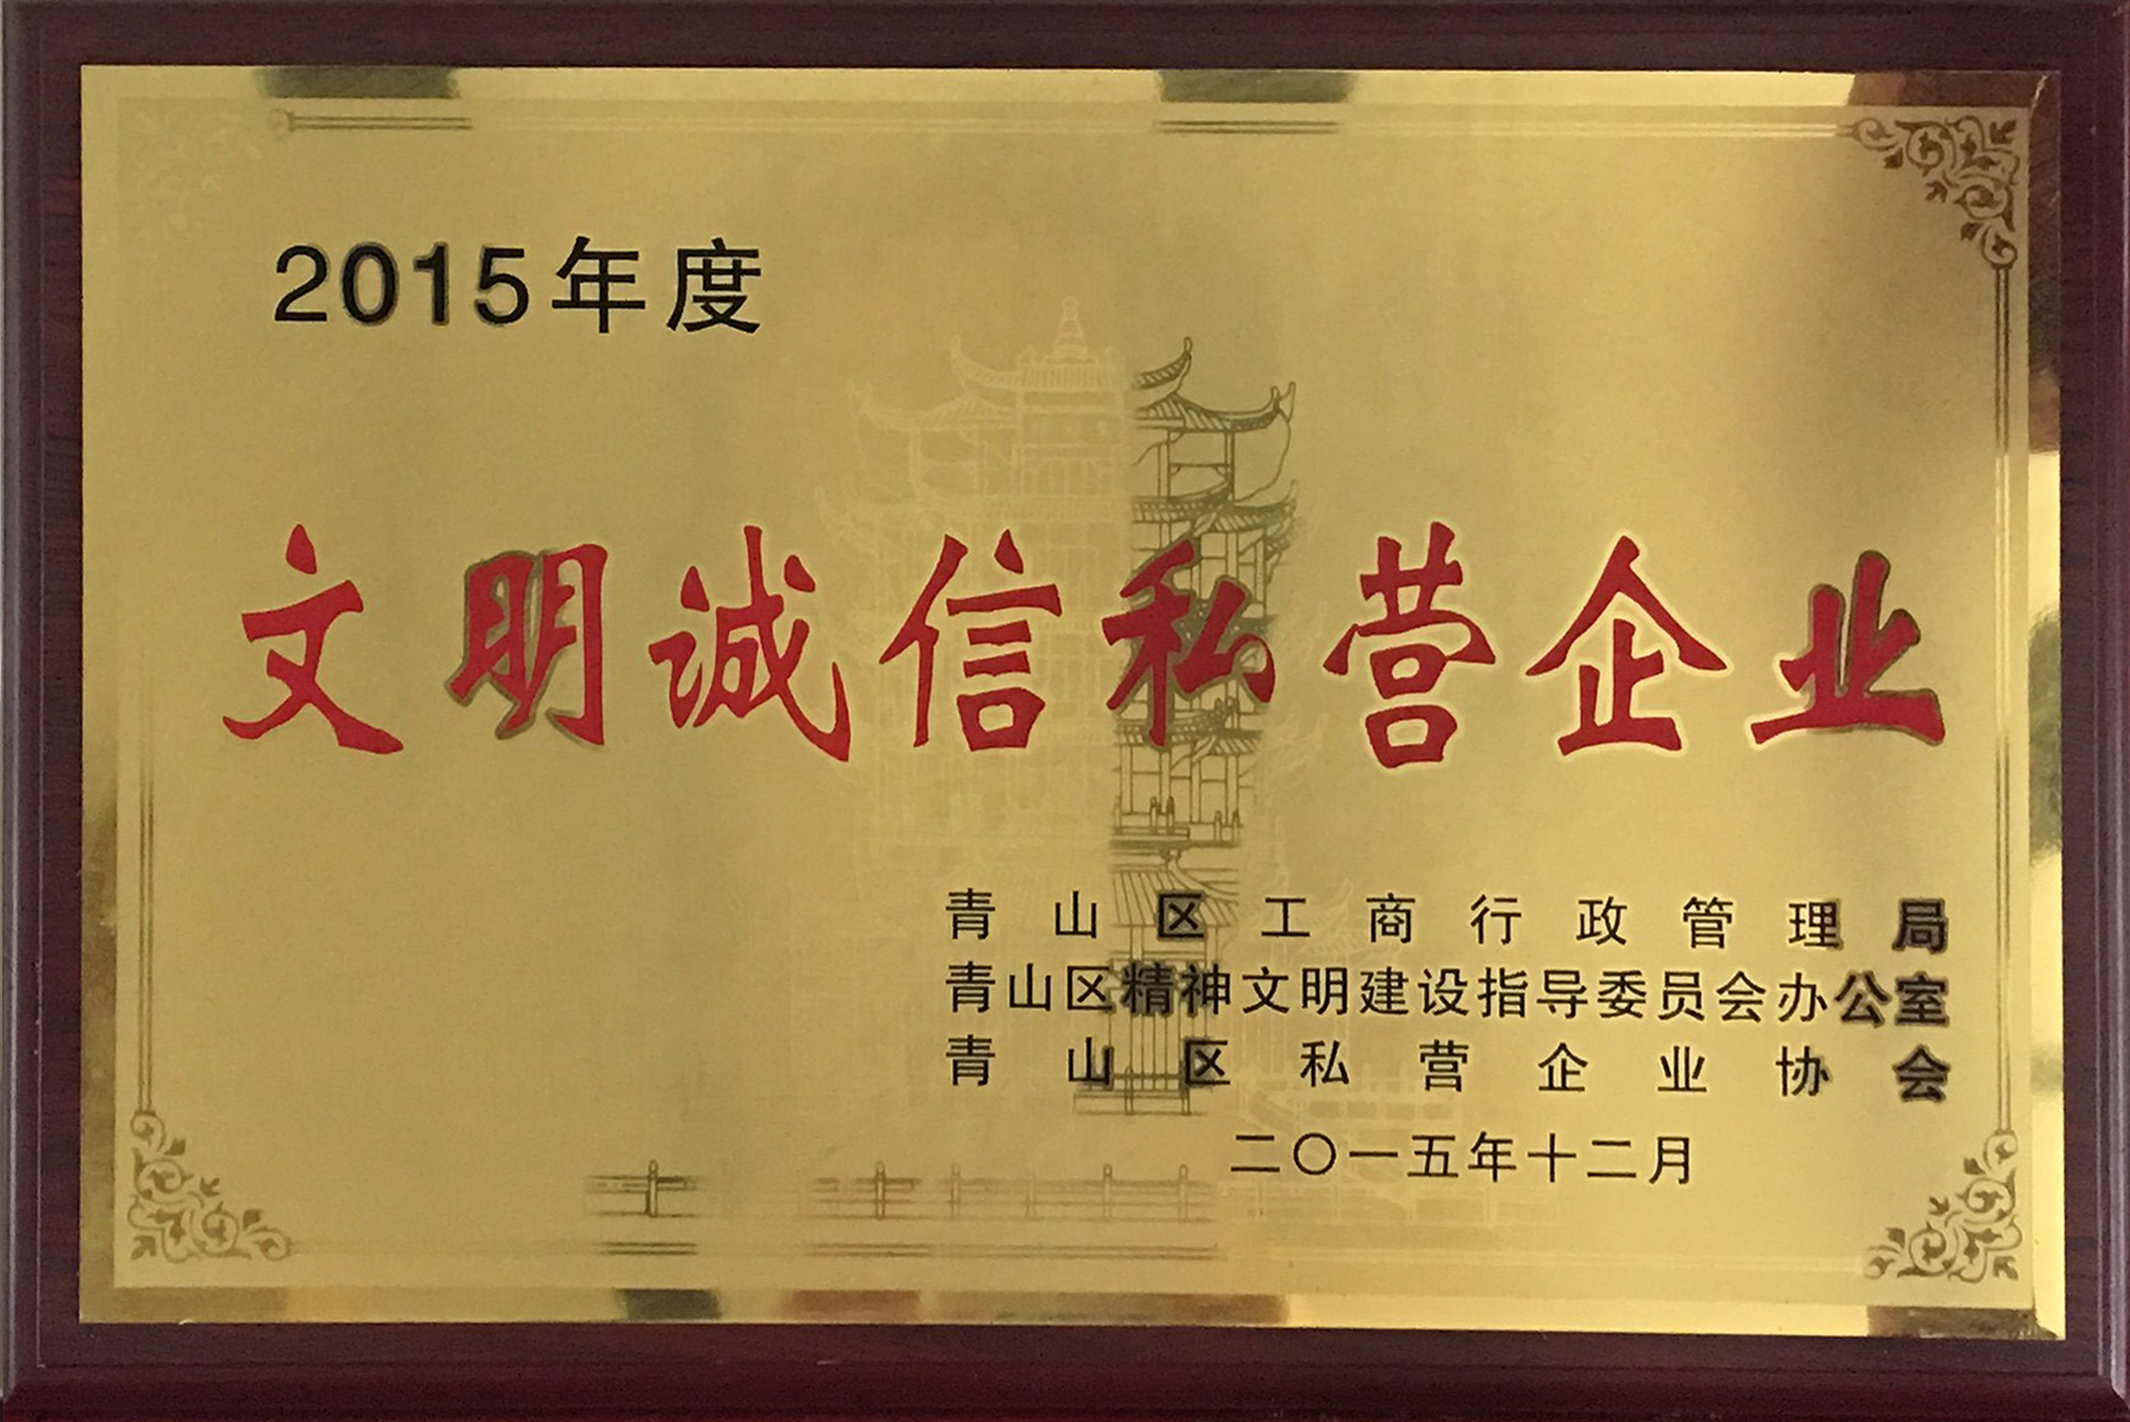 2015年度
文明诚信私营企业
青山区工商行政管理局
青山区精神文明建设指导委员会办公室
青山区私营企业协会
二〇一五年十二月